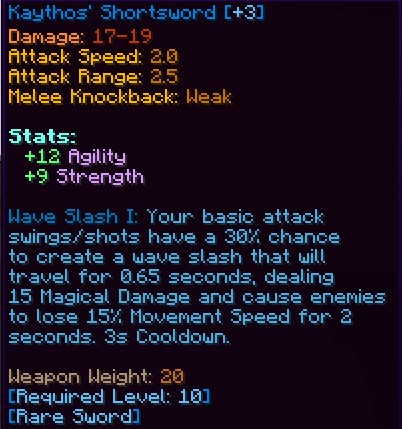 Kaythos' Shortsword [+3]
Damage: 17-19
Attack Speed: 2.0
Attack Range: 2.5
Melee Knockback: Weak
Stats:
+12 Agility
+9 Strength
Wave Slash I: Your basic attack
swings/shots have a 30% chance
to create a wave slash that will
travel for 0.65 seconds, dealing
15 Magical Damage and cause enemies
to lose 15% Movement Speed for 2
seconds. 3s Cooldown.
Weapon Weight: 20
[Required Level: 10]
[Rare Sword]